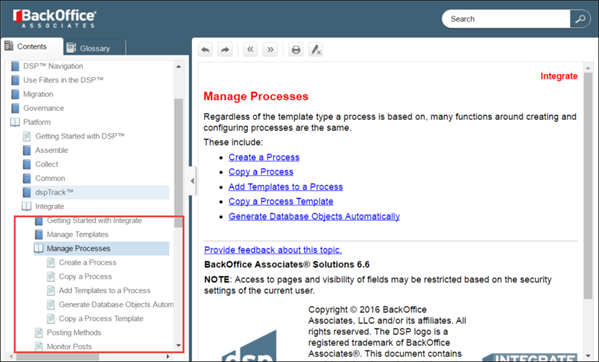 BackOffice
ASSOCIATES
Search
Contents
Glossary
DSP™ Navigation
Use Filters in the DSP™
Migration
Governance
Platform
Getting Started with DSP™
Assemble
Collect
Common
dspTrack™
Integrate
Getting Started with Integrate
Manage Templates
Manage Processes
Create a Process
Copy a Process
Add Templates to a Process
Generate Database Objects Autom
Copy a Process Template
Posting Methods
Monitor Posts
Integrate
Manage Processes
Regardless of the template type a process is based on, many functions around creating and
configuring processes are the same.
These include:
Create a Process
Copy a Process
Add Templates to a Process
Copy a Process Template
Generate Database Objects Automatically
Provide feedback about this topic.
BackOffice Associates® Solutions 6.6
NOTE: Access to pages and visibility of fields may be restricted based on the security
settings of the current user.
Copyright © 2016 BackOffice
Associates, LLC and/or its affiliates. All
rights reserved. The DSP logo is a
registered trademark of BackOffice
Associates®. This document contains
dsp
INTEGRATE